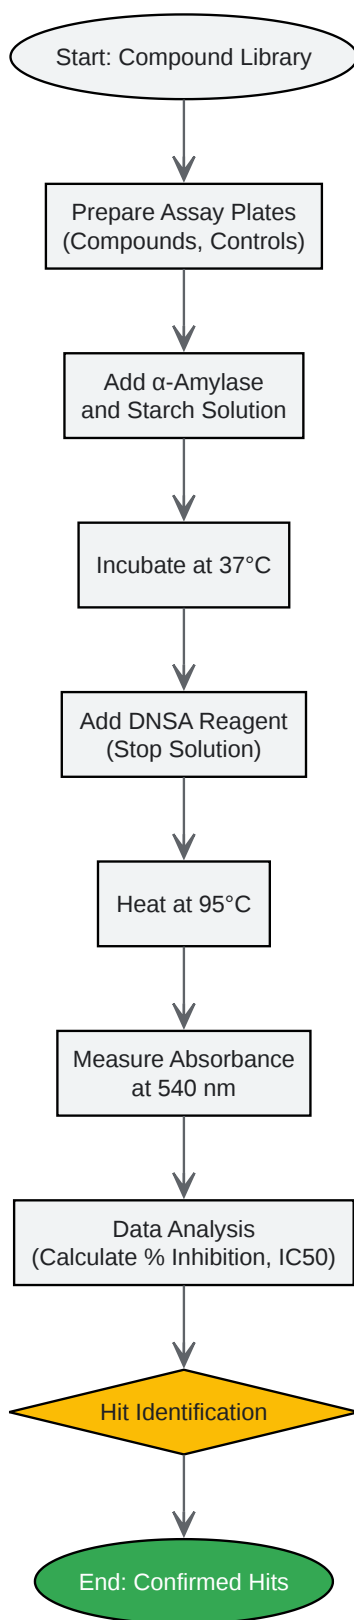 Start: Compound Library
Prepare Assay Plates
(Compounds, Controls)
Add α-Amylase
and Starch Solution
Incubate at 37°C
Add DNSA Reagent
(Stop Solution)
Heat at 95°C
Measure Absorbance
at 540 nm
Data Analysis
(Calculate % Inhibition, IC50)
Hit Identification
End: Confirmed Hits